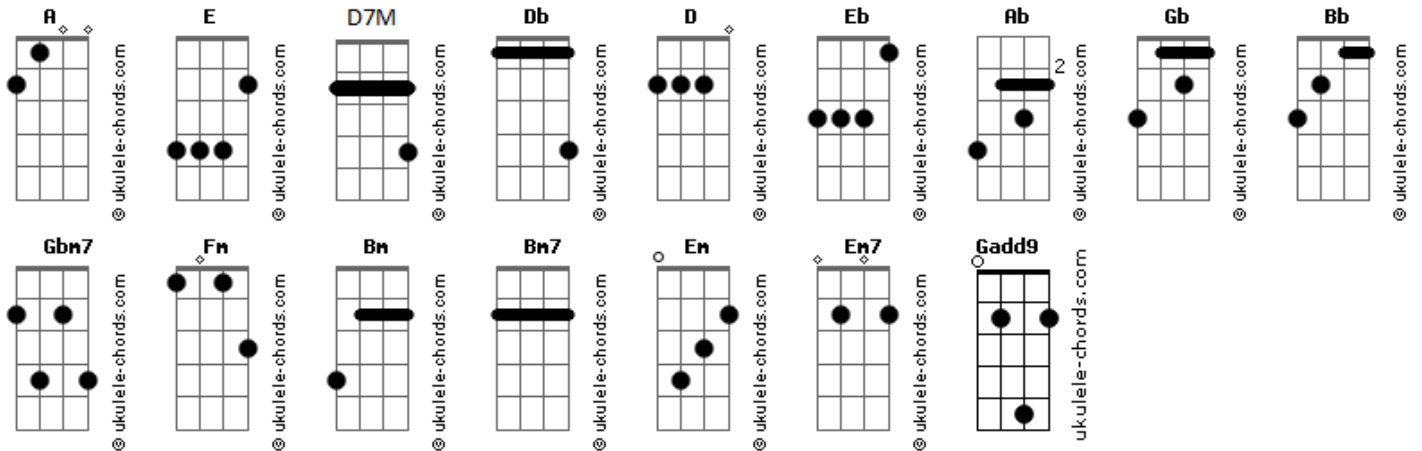 A E D7M Db D Eb Ab Gb Bb
2
© ukulele-chords.com © ukulele-chords.com © ukulele-chords.com © ukulele-chords.com © ukulele-chords.com © ukulele-chords.com © ukulele-chords.com © ukulele-chords.com © ukulele-chords.com
Gbm7 Fm Bm Bm7 Em Em7 Gadd9
© ukulele-chords.com © ukulele-chords.com © ukulele-chords.com © ukulele-chords.com © ukulele-chords.com © ukulele-chords.com ukulele-chords.com